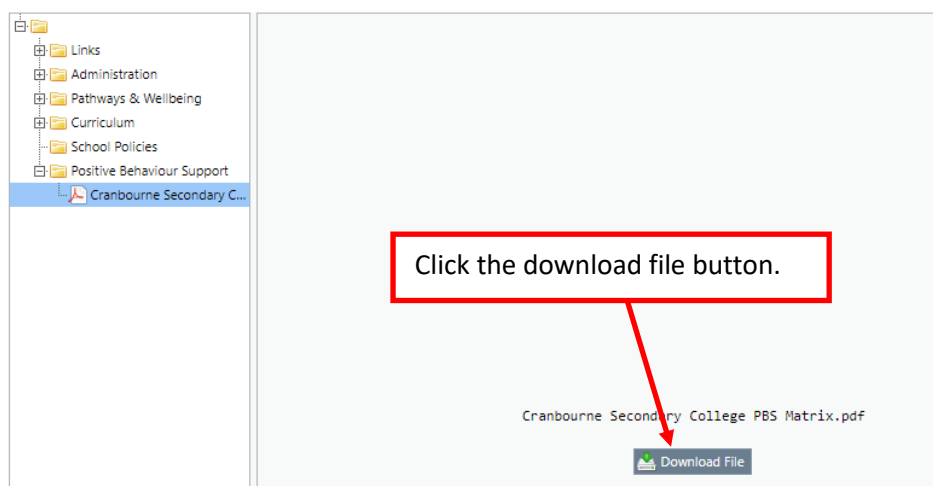 Links
Administration
Pathways & Wellbeing
Curriculum
School Policies
Positive Behaviour Support
Cranbourne Secondary C...
Click the download file button.
Cranbourne Secondary College PBS Matrix.pdf
Download File